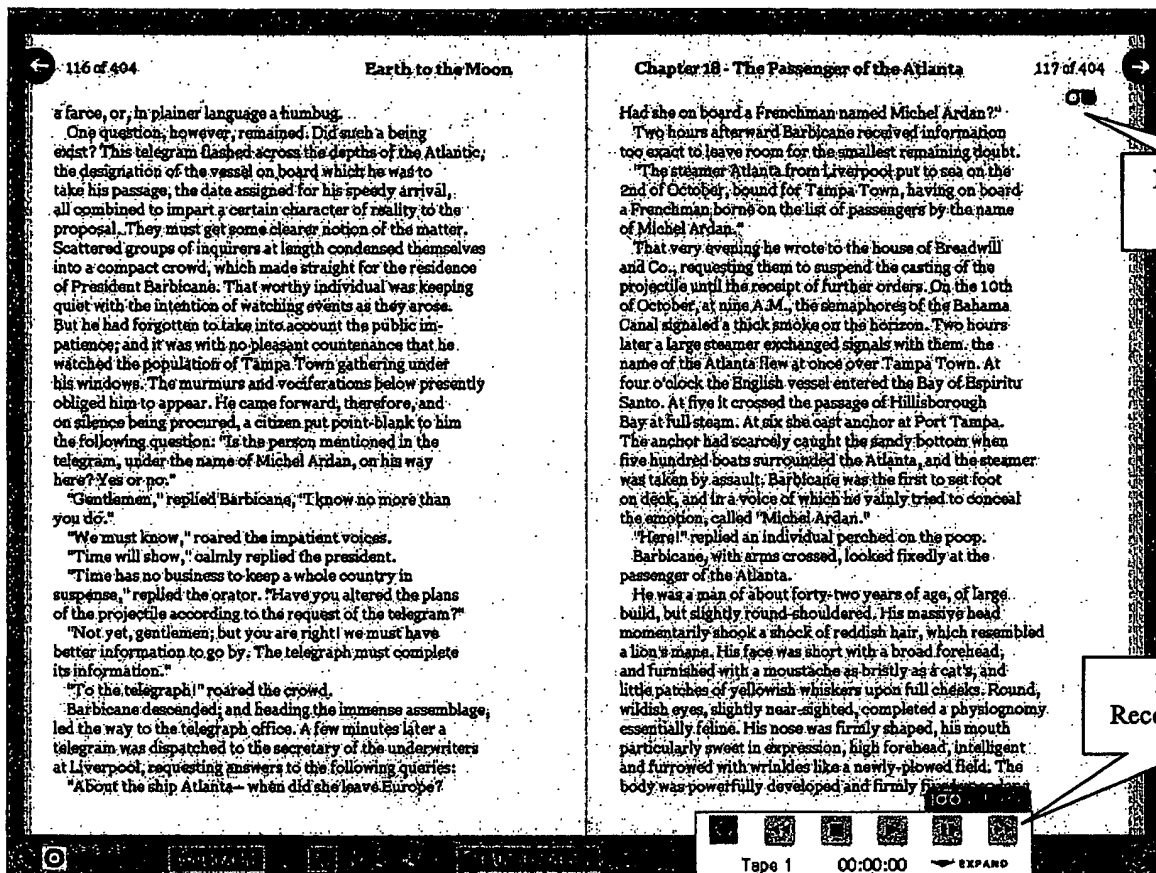 116 of 404
Earth to the Moon
a farce, or, in plainer language a humbug.
One question, however, remained. Did such a being
exist? This telegram flashed across the depths of the Atlantic,
the designation of the vessel on board which he was to
take his passage, the date assigned for his speedy arrival,
all combined to impart a certain character of reality to the
proposal. They must get some clearer notion of the matter.
Scattered groups of inquirers at length condensed themselves
into a compact crowd, which made straight for the residence
of President Barbicane. That worthy individual was keeping
quiet with the intention of watching events as they arose.
But he had forgotten to take into account the public im-
patience; and it was with no pleasant countenance that he
watched the population of Tampa Town gathering under
his windows. The murmurs and vociferations below presently
obliged him to appear. He came forward, therefore, and
on silence being procured, a citizen put point-blank to him
the following question: "Is the person mentioned in the
telegram, under the name of Michel Ardan, on his way
here? Yes or no."
"Gentlemen," replied Barbicane, "I know no more than
you do."
"We must know," roared the impatient voices.
"Time will show," calmly replied the president.
"Time has no business to keep a whole country in
suspense," replied the orator. "Have you altered the plans
of the projectile according to the request of the telegram?"
"Not yet, gentlemen; but you are right! we must have
better information to go by. The telegraph must complete
its information."
"To the telegraph!" roared the crowd.
Barbicane descended; and heading the immense assemblage,
led the way to the telegraph office. A few minutes later a
telegram was dispatched to the secretary of the underwriters
at Liverpool, requesting answers to the following queries:
"About the ship Atlanta— when did she leave Europe?
Chapter 18 - The Passenger of the Atlanta
117 of 404
Had she on board a Frenchman named Michel Ardan?"
Two hours afterward Barbicane received information
too exact to leave room for the smallest remaining doubt.
"The steamer Atlanta from Liverpool put to sea on the
2nd of October, bound for Tampa Town, having on board
a Frenchman borne on the list of passengers by the name
of Michel Ardan."
That very evening he wrote to the house of Breadwill
and Co., requesting them to suspend the casting of the
projectile until the receipt of further orders. On the 10th
of October, at nine A.M., the semaphores of the Bahama
Canal signaled a thick smoke on the horizon. Two hours
later a large steamer exchanged signals with them. the
name of the Atlanta flew at once over Tampa Town. At
four o'clock the English vessel entered the Bay of Espiritu
Santo. At five it crossed the passage of Hillisborough
Bay at full steam. At six she cast anchor at Port Tampa.
The anchor had scarcely caught the sandy bottom when
five hundred boats surrounded the Atlanta, and the steamer
was taken by assault. Barbicane was the first to set foot
on deck, and in a voice of which he vainly tried to conceal
the emotion, called "Michel Ardan."
"Here!" replied an individual perched on the poop.
Barbicane, with arms crossed, looked fixedly at the
passenger of the Atlanta.
He was a man of about forty-two years of age, of large
build, but slightly round-shouldered. His massive head
momentarily shook a shock of reddish hair, which resembled
a lion's mane. His face was short with a broad forehead,
and furnished with a moustache as bristly as a cat's, and
little patches of yellowish whiskers upon full cheeks. Round,
wildish eyes, slightly near-sighted, completed a physiognomy
essentially feline. His nose was firmly shaped, his mouth
particularly sweet in expression, high forehead, intelligent
and furrowed with wrinkles like a newly-plowed field. The
body was powerfully developed and firmly
Rece
Tape 1 00:00:00 EXPAND